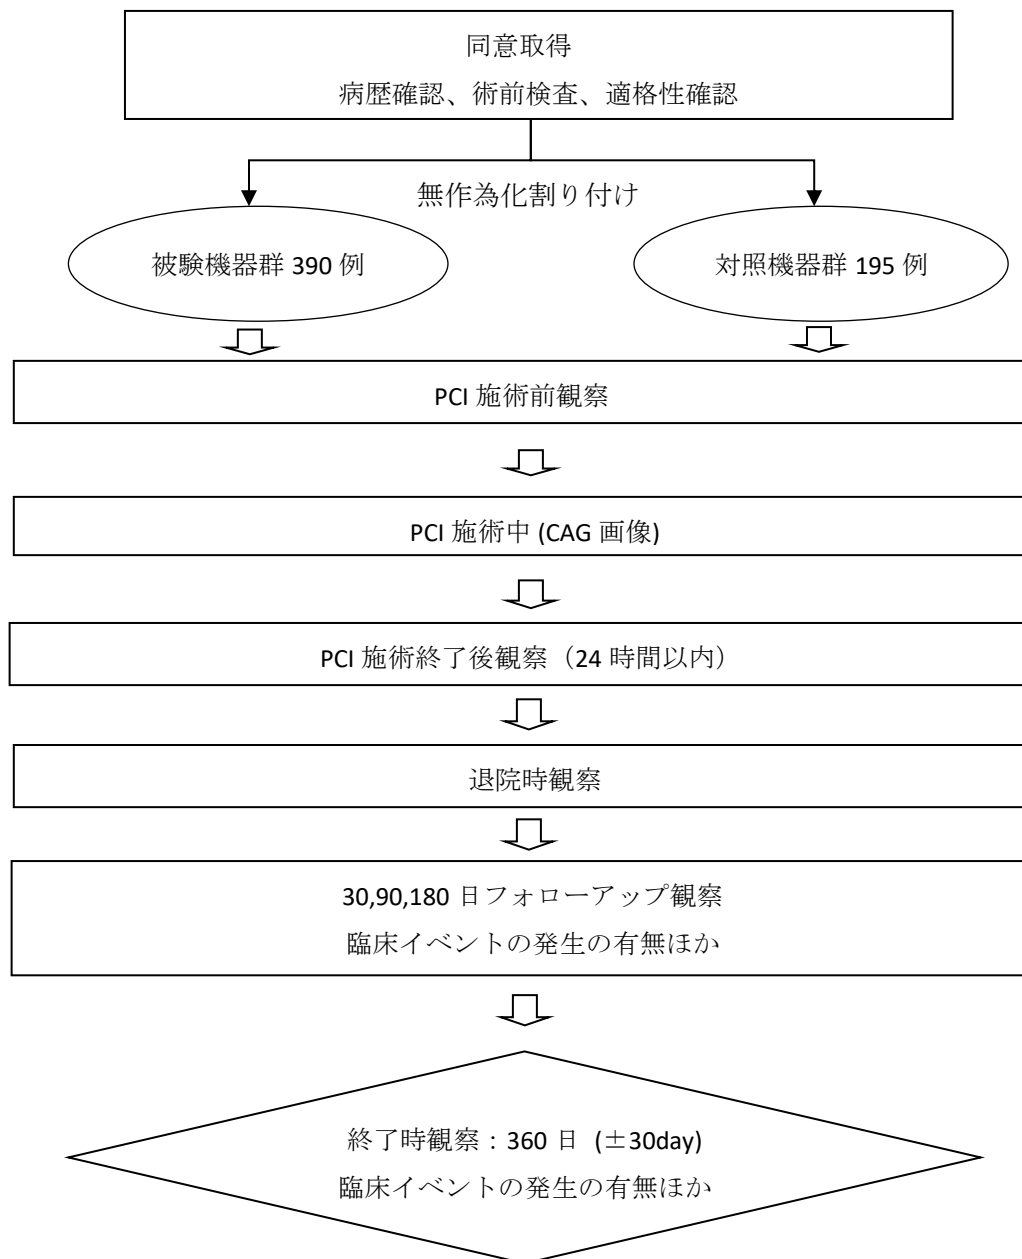 同意取得
病歴確認、術前検査、適格性確認
無作為化割り付け
被験機器群 390 例
対照機器群 195 例
PCI 施術前観察
PCI 施術中 (CAG 画像)
PCI 施術終了後観察（24 時間以内）
退院時観察
30,90,180 日フォローアップ観察
臨床イベントの発生の有無ほか
終了時観察：360 日 (±30day)
臨床イベントの発生の有無ほか